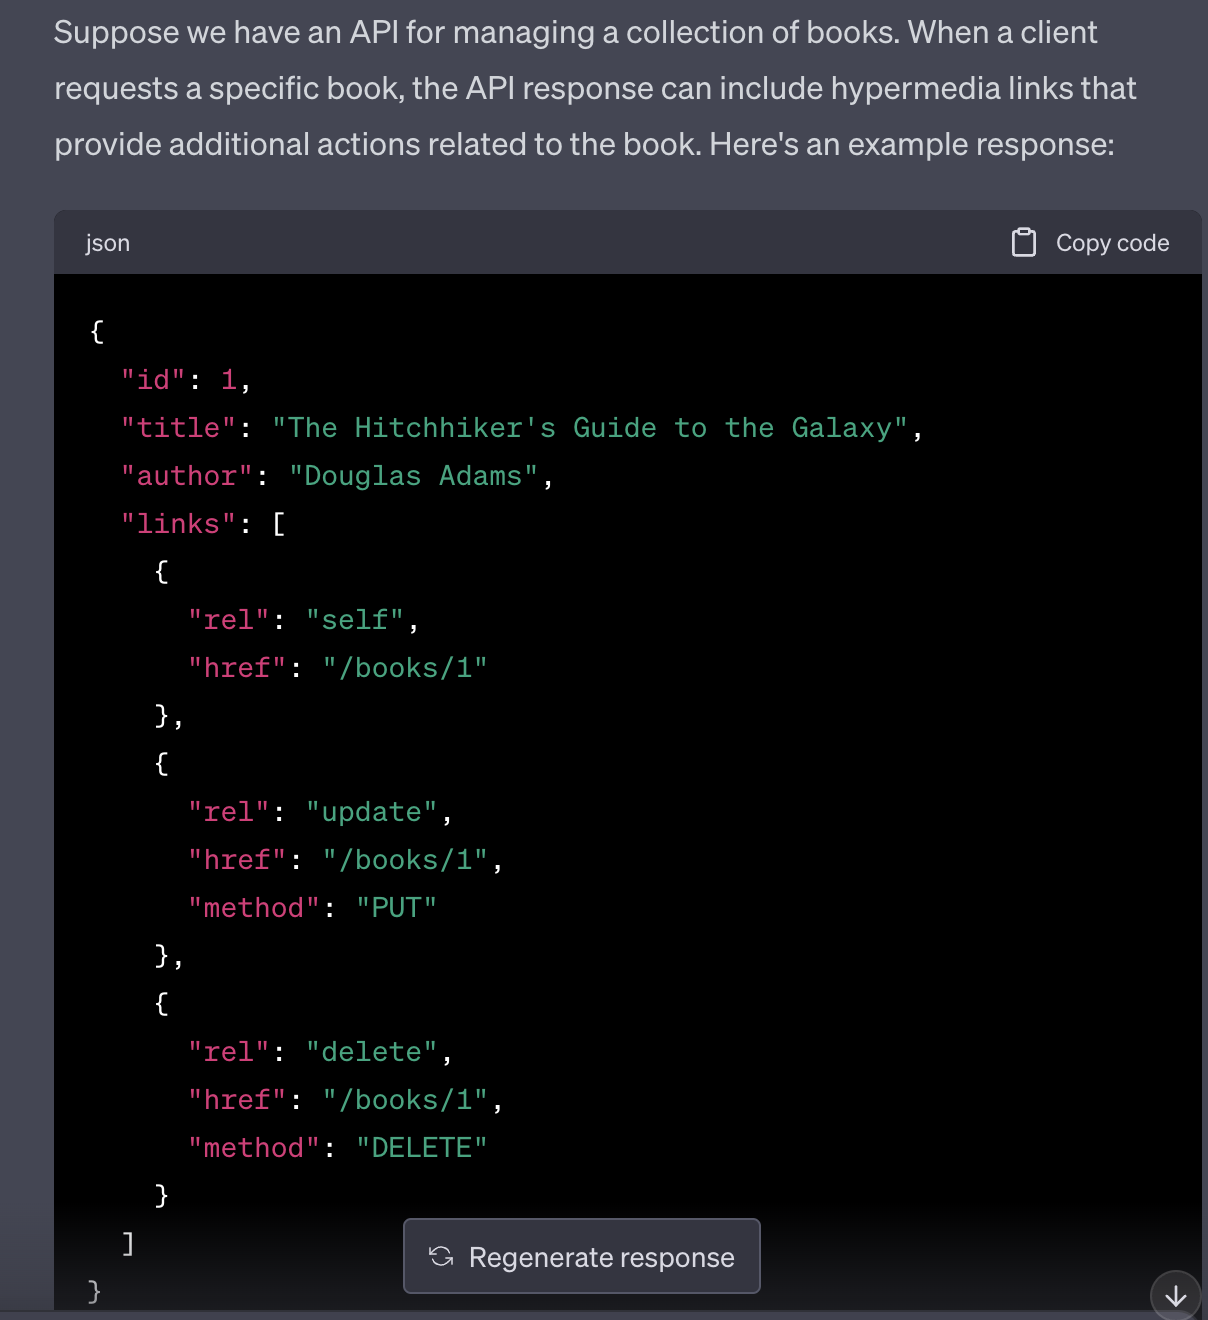 Suppose we have an API for managing a collection of books. When a client
requests a specific book, the API response can include hypermedia links that
provide additional actions related to the book. Here's an example response:
json Copy code
{
  "id": 1,
  "title": "The Hitchhiker's Guide to the Galaxy",
  "author": "Douglas Adams",
  "links": [
    {
      "rel": "self",
      "href": "/books/1"
    },
    {
      "rel": "update",
      "href": "/books/1",
      "method": "PUT"
    },
    {
      "rel": "delete",
      "href": "/books/1",
      "method": "DELETE"
    }
  ]
Regenerate response
}